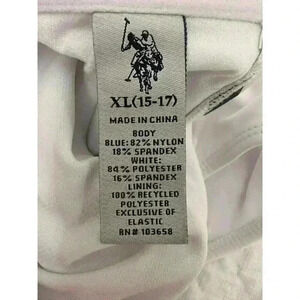 XL(15-17)
MADE IN CHINA
BODY
BLUE: 82% NYLON
18% SPANDEX
WHITE:
84% POLYESTER
16% SPANDEX
LINING:
100% RECYCLED
POLYESTER
EXCLUSIVE OF
ELASTIC
RN# 103658